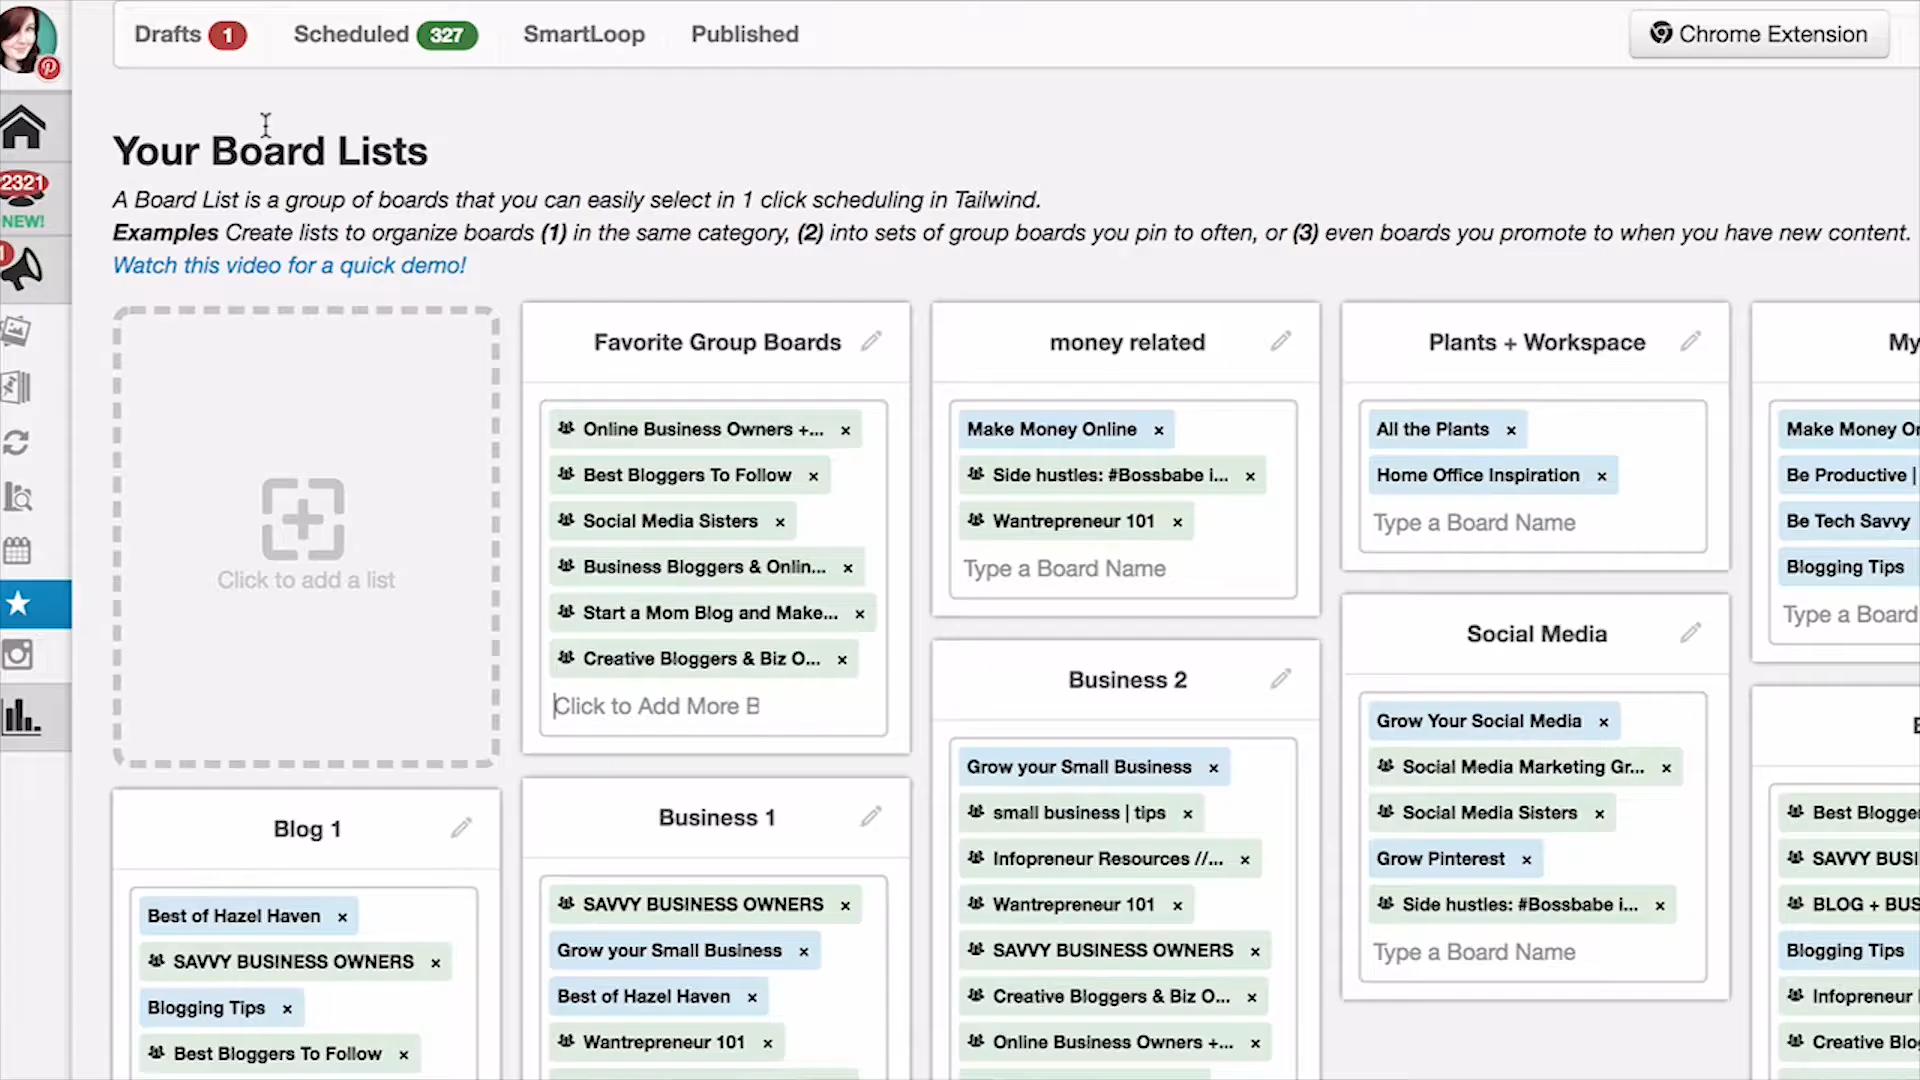 Drafts 1 Scheduled 327 SmartLoop Published
Chrome Extension
2321
NEW!
Your Board Lists
A Board List is a group of boards that you can easily select in 1 click scheduling in Tailwind.
Examples Create lists to organize boards (1) in the same category, (2) into sets of group boards you pin to often, or (3) even boards you promote to when you have new content.
Watch this video for a quick demo!
Click to add a list
Blog 1
Best of Hazel Haven ×
SAVVY BUSINESS OWNERS ×
Blogging Tips ×
Best Bloggers To Follow ×
Favorite Group Boards
Online Business Owners +... ×
Best Bloggers To Follow ×
Social Media Sisters ×
Business Bloggers & Onlin... ×
Start a Mom Blog and Make... ×
Creative Bloggers & Biz O... ×
Click to Add More B
Business 1
SAVVY BUSINESS OWNERS ×
Grow your Small Business ×
Best of Hazel Haven ×
Wantrepreneur 101 ×
money related
Make Money Online ×
Side hustles: #Bossbabe i... ×
Wantrepreneur 101 ×
Type a Board Name
Business 2
Grow your Small Business ×
small business | tips ×
Infopreneur Resources //... ×
Wantrepreneur 101 ×
SAVVY BUSINESS OWNERS ×
Creative Bloggers & Biz O... ×
Online Business Owners +... ×
Plants + Workspace
All the Plants ×
Home Office Inspiration ×
Type a Board Name
Social Media
Grow Your Social Media ×
Social Media Marketing Gr... ×
Social Media Sisters ×
Grow Pinterest ×
Side hustles: #Bossbabe i... ×
Type a Board Name
My
Make Money On
Be Productive |
Be Tech Savvy
Blogging Tips
Type a Board
Best Blogge
SAVVY BUSI
BLOG + BUS
Blogging Tips
Infopreneur
Creative Blo